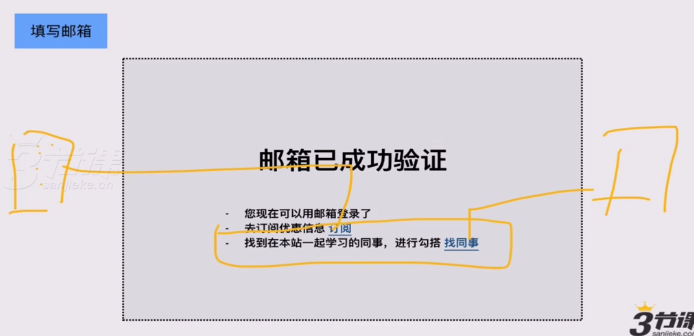 填写邮箱
邮箱已成功验证
- 您现在可以用邮箱登录了
- 去订阅优惠信息 订阅
- 找到在本站一起学习的同事，进行勾搭 找同事
3节课
sanjieke.cn
3节课
sanjieke.cn